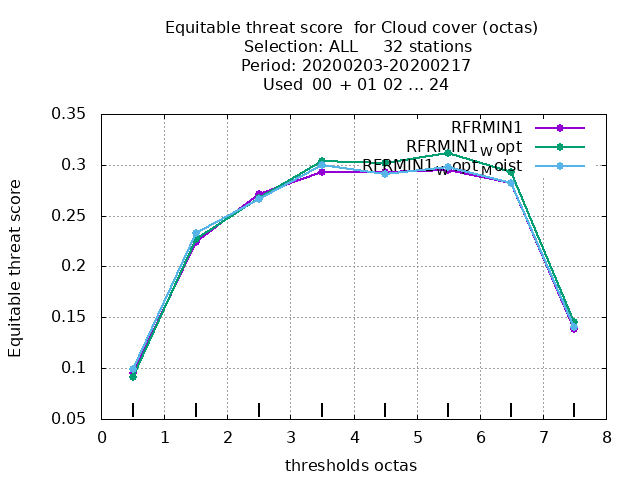 Equitable threat score  for Cloud cover (octas)
Selection: ALL     32 stations
Period: 20200203-20200217
Used  00  + 01 02 ... 24
RFRMIN1
RFRMIN1_W opt
RFRMIN1_W opt_M oist
Equitable threat score
0.35
0.3
0.25
0.2
0.15
0.1
0.05
0 1 2 3 4 5 6 7 8
thresholds octas